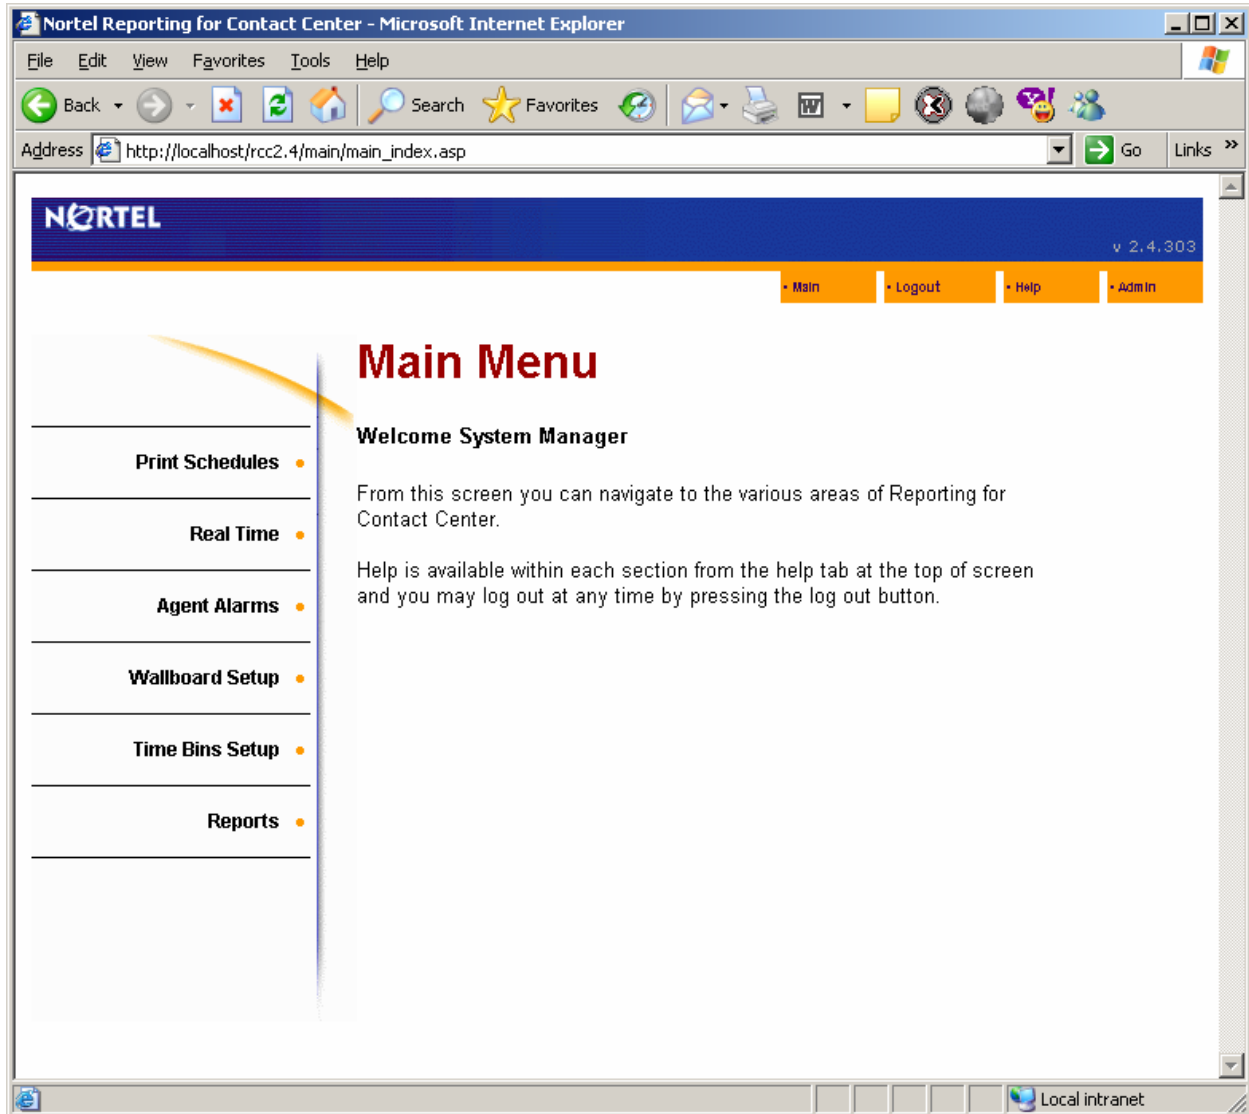 Nortel Reporting for Contact Center - Microsoft Internet Explorer
File Edit View Favorites Tools Help
Back Search Favorites
Address http://localhost/rcc2.4/main/main_index.asp Go Links »
NORTEL
v 2.4.303
• Main • Logout • Help • Admin
Main Menu
Welcome System Manager
Print Schedules
From this screen you can navigate to the various areas of Reporting for
Contact Center.
Real Time
Help is available within each section from the help tab at the top of screen
and you may log out at any time by pressing the log out button.
Agent Alarms
Wallboard Setup
Time Bins Setup
Reports
Local intranet